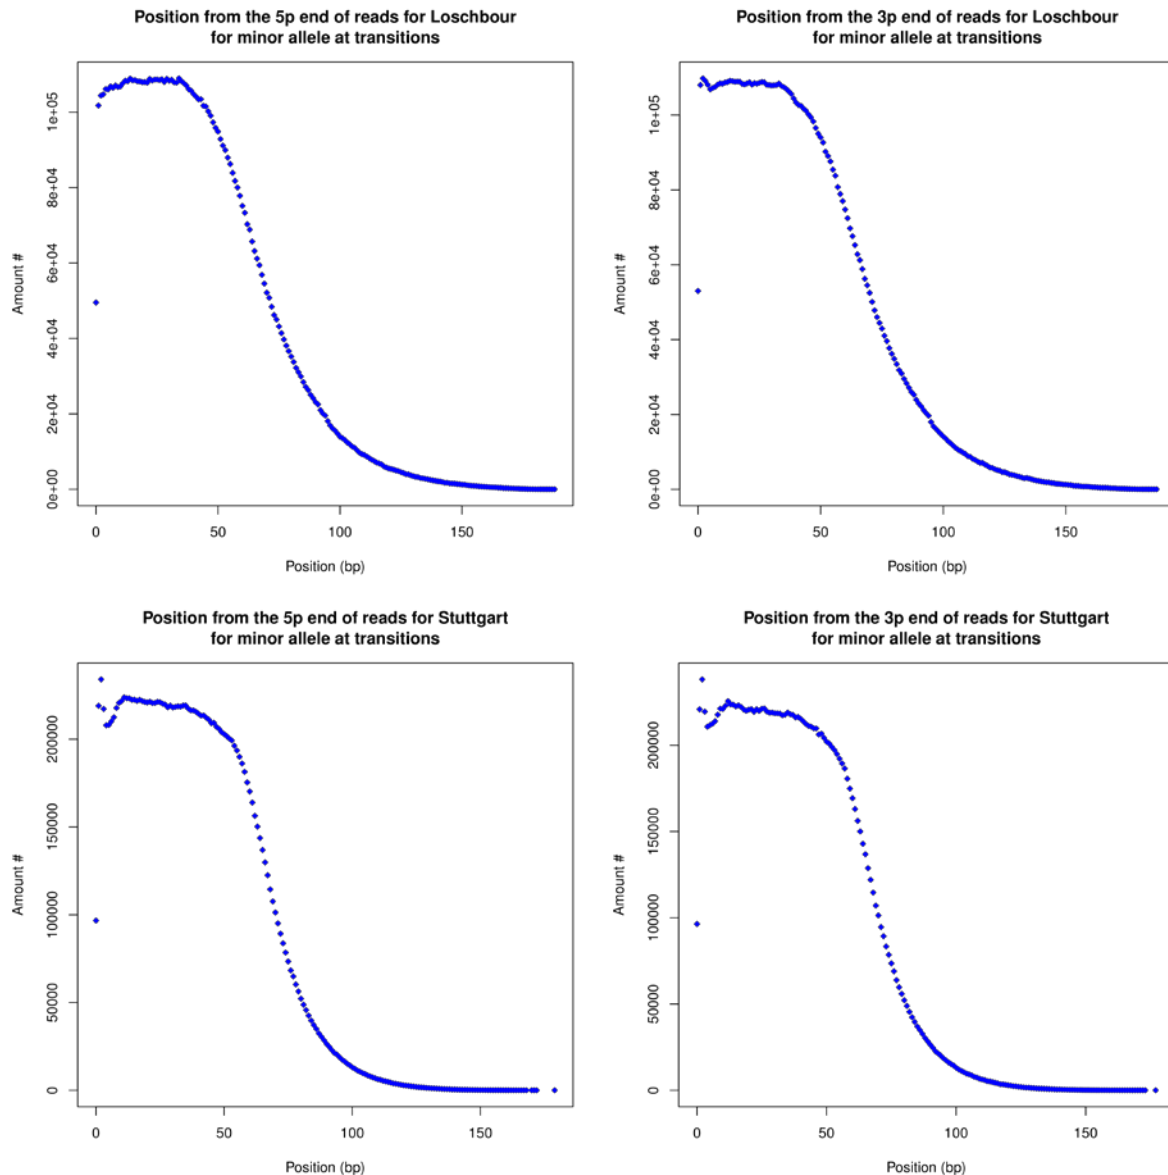 Position from the 5p end of reads for Loschbour
for minor allele at transitions
Amount #
0e+00 2e+04 4e+04 6e+04 8e+04 1e+05
0 50 100 150
Position (bp)
Position from the 3p end of reads for Loschbour
for minor allele at transitions
Amount #
0e+00 2e+04 4e+04 6e+04 8e+04 1e+05
0 50 100 150
Position (bp)
Position from the 5p end of reads for Stuttgart
for minor allele at transitions
Amount #
0 50000 100000 150000 200000
0 50 100 150
Position (bp)
Position from the 3p end of reads for Stuttgart
for minor allele at transitions
Amount #
0 50000 100000 150000 200000
0 50 100 150
Position (bp)